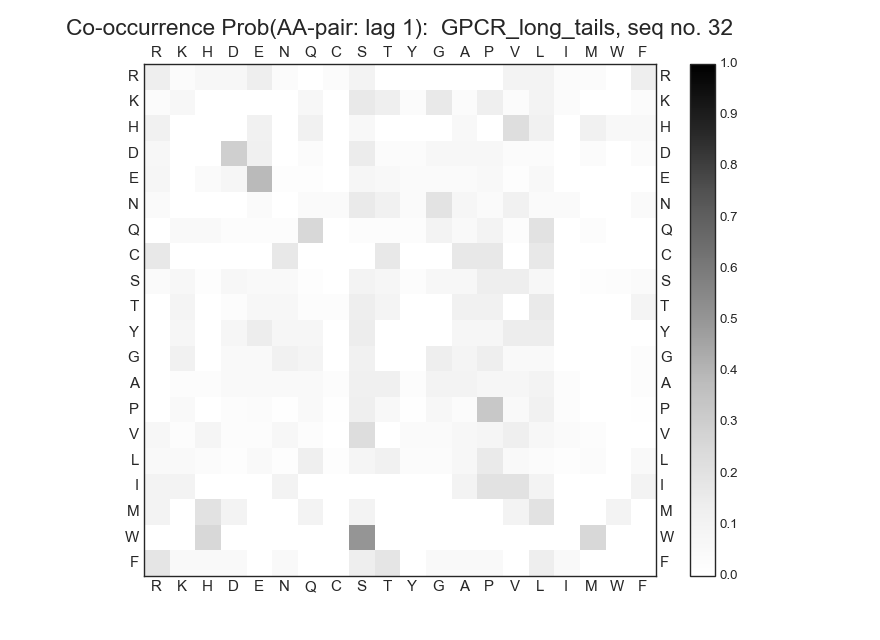 Co-occurrence Prob(AA-pair: lag 1):  GPCR_long_tails, seq no. 32
R K H D E N Q C S T Y G A P V L I M W F
R R 1.0
K K 0.9
H H
D D 0.8
E E
N N 0.7
Q Q
C C 0.6
S S
T T 0.5
Y Y
G G 0.4
A A
P P 0.3
V V
L L 0.2
I I
M M 0.1
W W
F F 0.0
R K H D E N Q C S T Y G A P V L I M W F